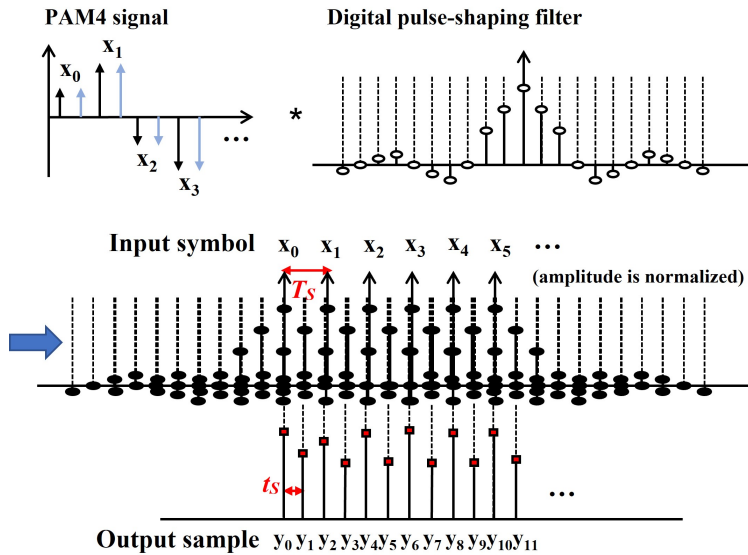 PAM4 signal
Digital pulse-shaping filter
x₀
x₁
x₂
x₃
...
*
Input symbol x₀ x₁ x₂ x₃ x₄ x₅ ...
Tₛ
(amplitude is normalized)
tₛ
...
Output sample y₀ y₁ y₂ y₃ y₄ y₅ y₆ y₇ y₈ y₉ y₁₀ y₁₁